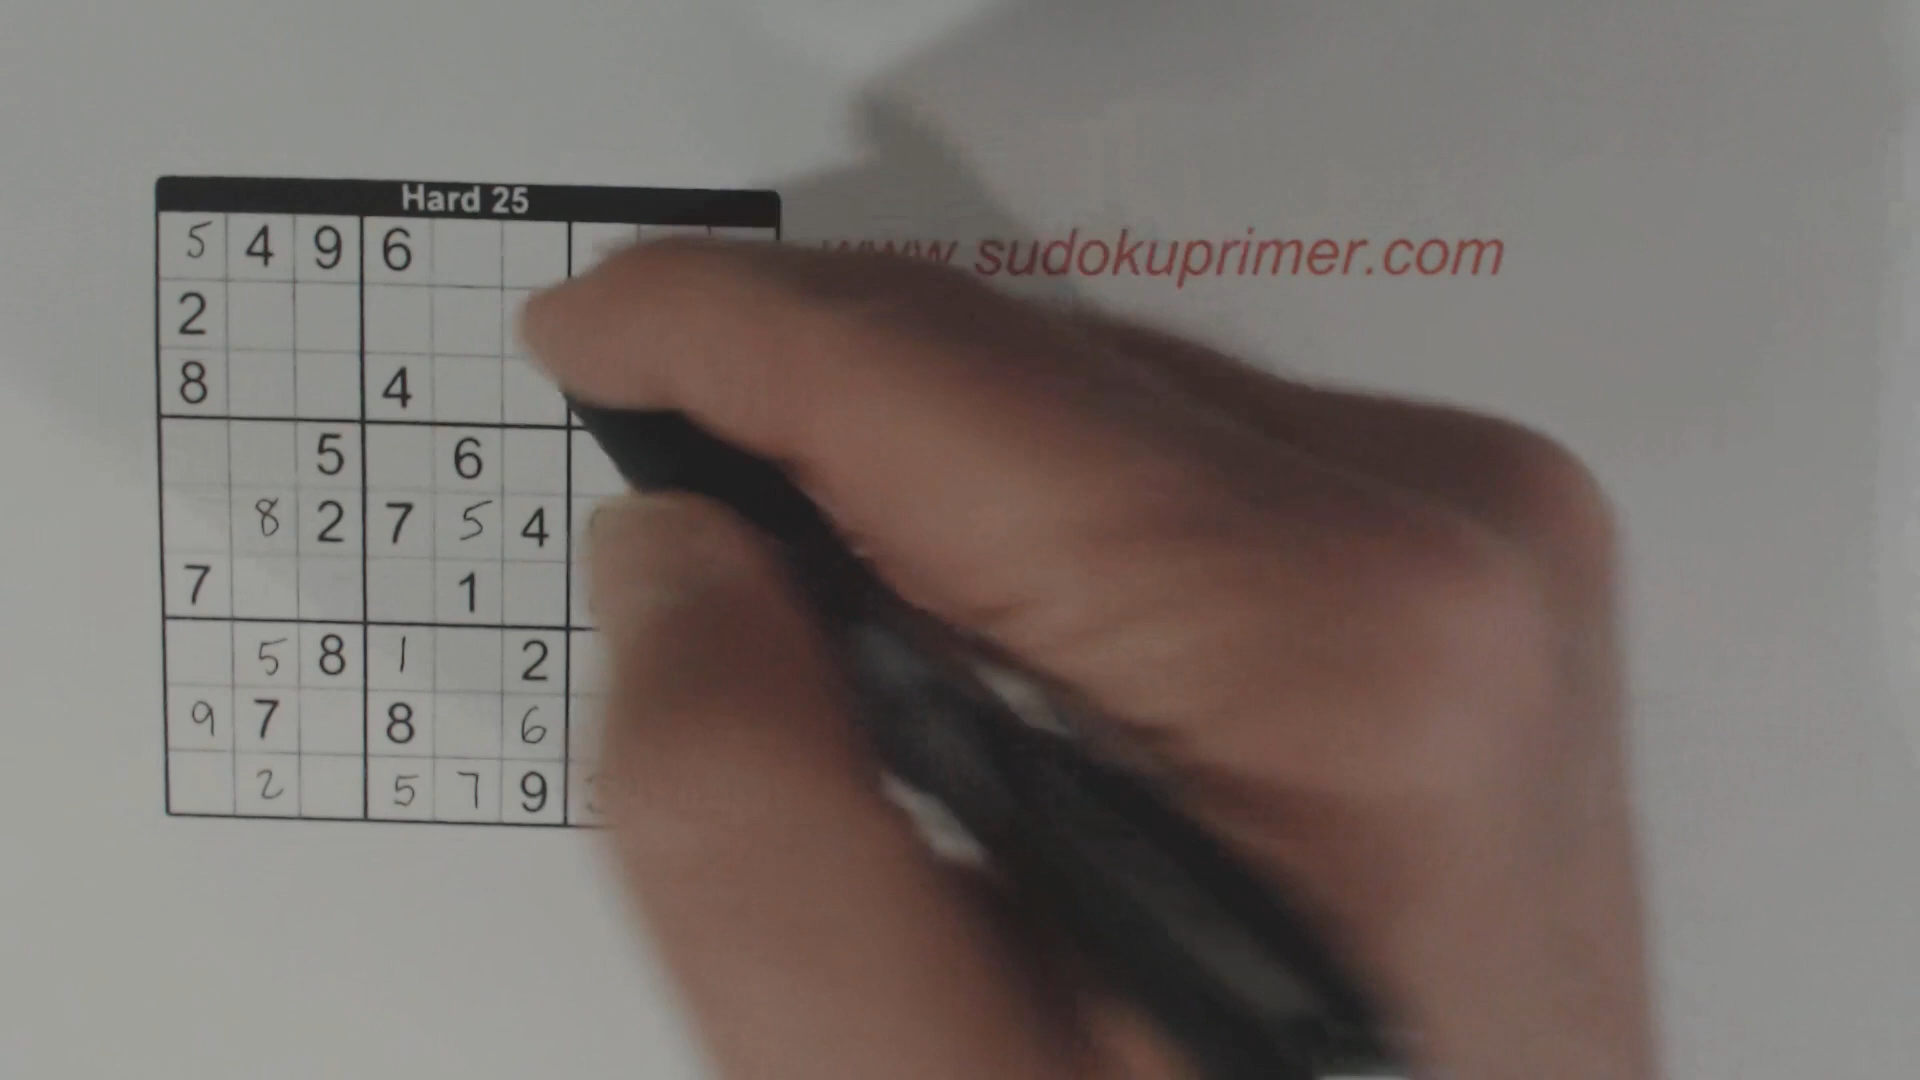 Hard 25
www.sudokuprimer.com
5 4 9 6
2
8 4
5 6
8 2 7 5 4
7 1
5 8 1 2
9 7 8 6
2 5 7 9